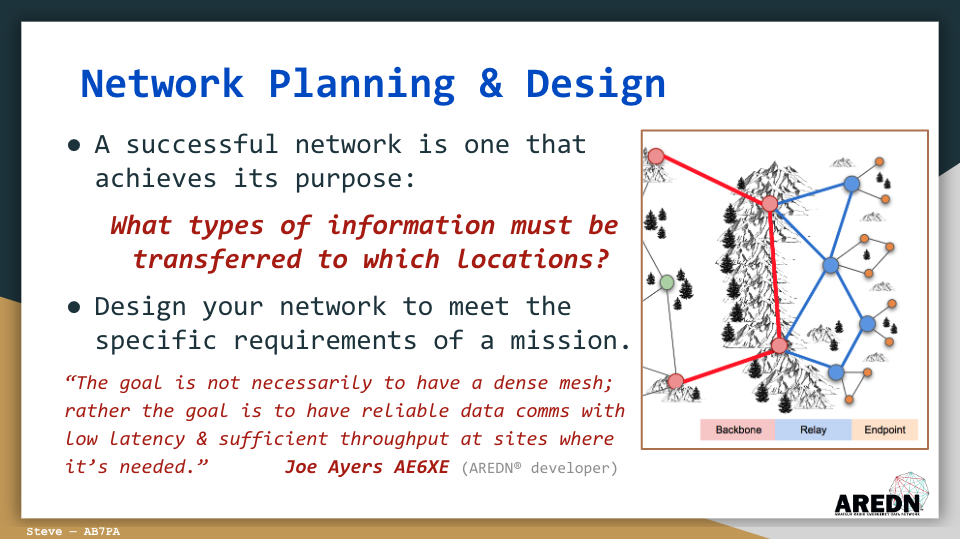 Network Planning & Design
● A successful network is one that
achieves its purpose:
What types of information must be
transferred to which locations?
● Design your network to meet the
specific requirements of a mission.
“The goal is not necessarily to have a dense mesh;
rather the goal is to have reliable data comms with
low latency & sufficient throughput at sites where
it’s needed.” Joe Ayers AE6XE (AREDN® developer)
Backbone Relay Endpoint
AREDN
AMATEUR RADIO EMERGENCY DATA NETWORK
Steve — AB7PA